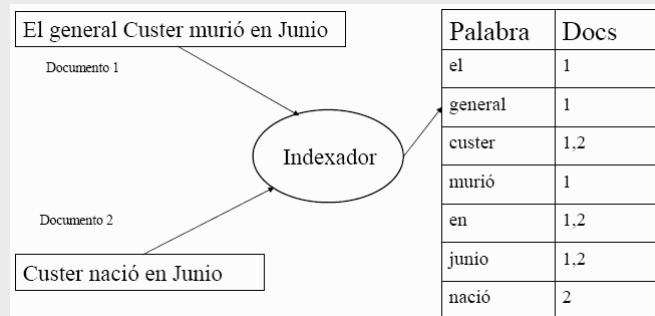 El general Custer murió en Junio
Documento 1
Indexador
Documento 2
Custer nació en Junio
Palabra Docs
el 1
general 1
custer 1,2
murió 1
en 1,2
junio 1,2
nació 2